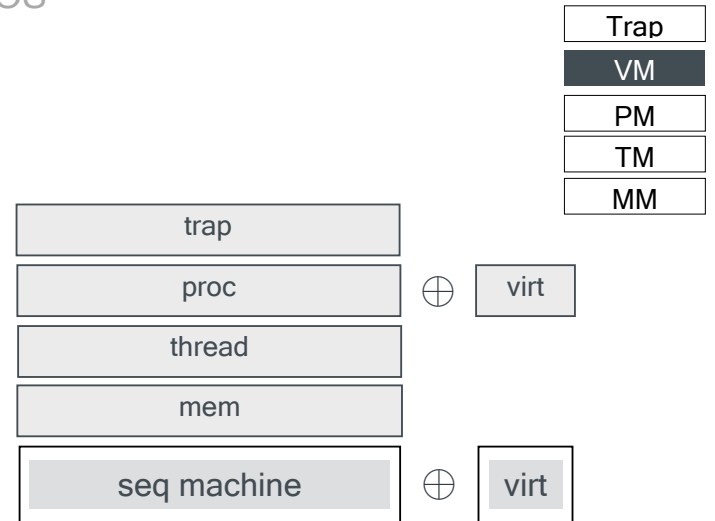 Trap
VM
PM
TM
MM
trap
proc ⊕ virt
thread
mem
seq machine ⊕ virt